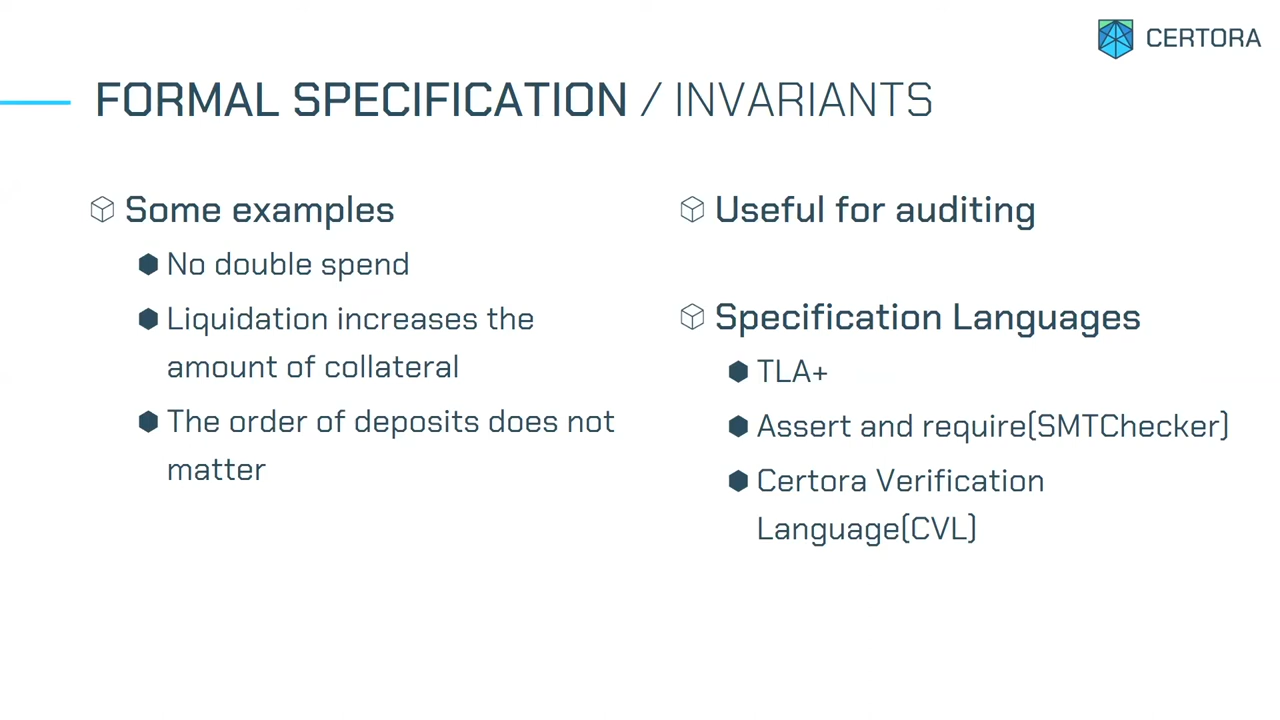 CERTORA
FORMAL SPECIFICATION / INVARIANTS
Some examples
No double spend
Liquidation increases the
amount of collateral
The order of deposits does not
matter
Useful for auditing
Specification Languages
TLA+
Assert and require(SMTChecker)
Certora Verification
Language(CVL)